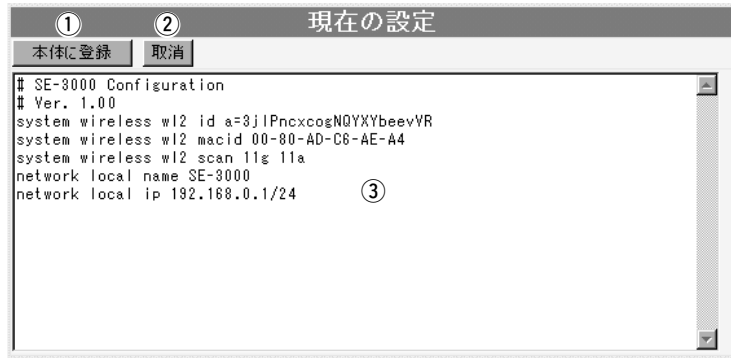 ① ② 現在の設定
本体に登録 取消
# SE-3000 Configuration
# Ver. 1.00
system wireless wl2 id a=3jlPncxcogNQYXYbeevVR
system wireless wl2 macid 00-80-AD-C6-AE-A4
system wireless wl2 scan 11g 11a
network local name SE-3000
network local ip 192.168.0.1/24
③